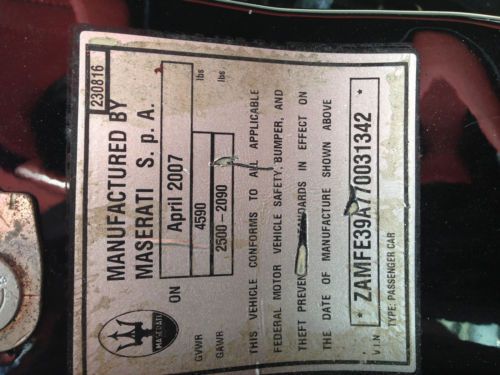 230816
MANUFACTURED BY
MASERATI S. p A.
ON April 2007
GVWR 4590 lbs
GAWR 2500-2090 lbs
THIS VEHICLE CONFORMS TO ALL APPLICABLE
FEDERAL MOTOR VEHICLE SAFETY, BUMPER, AND
THEFT PREVEN ARDS IN EFFECT ON
THE DATE OF MANUFACTURE SHOWN ABOVE
* ZAMFE39A770031342 *
V.I.N. TYPE: PASSENGER CAR
MASERATI